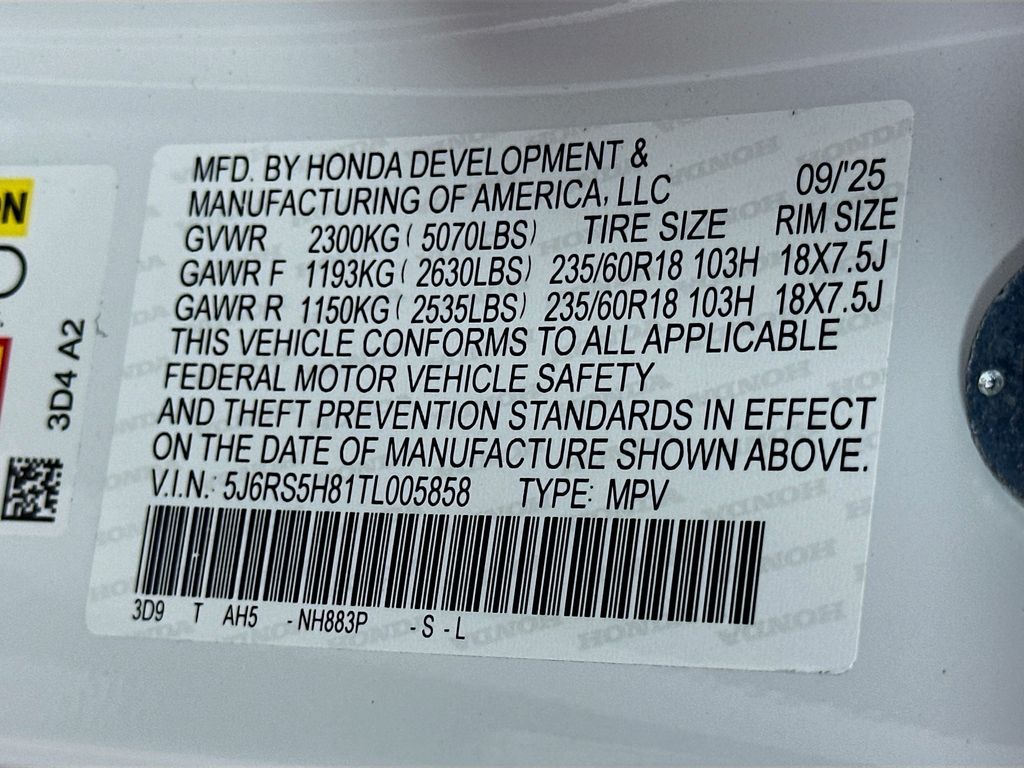 MFD. BY HONDA DEVELOPMENT &
MANUFACTURING OF AMERICA, LLC 09/'25
GVWR 2300KG ( 5070LBS) TIRE SIZE RIM SIZE
GAWR F 1193KG ( 2630LBS) 235/60R18 103H 18X7.5J
GAWR R 1150KG ( 2535LBS) 235/60R18 103H 18X7.5J
THIS VEHICLE CONFORMS TO ALL APPLICABLE
FEDERAL MOTOR VEHICLE SAFETY
AND THEFT PREVENTION STANDARDS IN EFFECT
ON THE DATE OF MANUFACTURE SHOWN ABOVE.
V.I.N.: 5J6RS5H81TL005858 TYPE: MPV
3D9 T AH5 -NH883P -S -L
3D4 A2